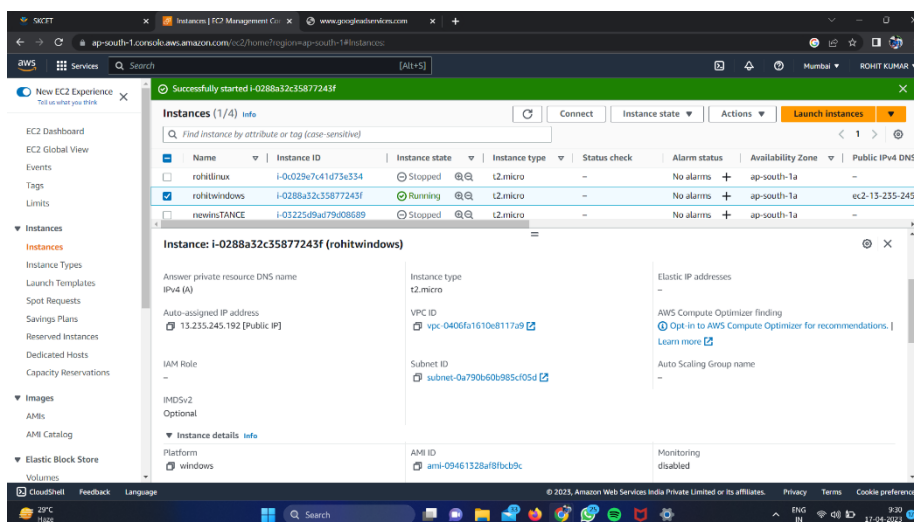 SKCET
Instances | EC2 Management Con
www.googleadservices.com
ap-south-1.console.aws.amazon.com/ec2/home?region=ap-south-1#Instances:
aws Services Search [Alt+S] Mumbai ROHIT KUMAR
New EC2 Experience
Tell us what you think
EC2 Dashboard
EC2 Global View
Events
Tags
Limits
Instances
Instances
Instance Types
Launch Templates
Spot Requests
Savings Plans
Reserved Instances
Dedicated Hosts
Capacity Reservations
Images
AMIs
AMI Catalog
Elastic Block Store
Volumes
Successfully started i-0288a32c35877243f
Instances (1/4) Info
Connect Instance state Actions Launch instances
Find instance by attribute or tag (case-sensitive) 1
Name Instance ID Instance state Instance type Status check Alarm status Availability Zone Public IPv4 DNS
rohitlinux i-0c029e7c41d73e334 Stopped t2.micro – No alarms + ap-south-1a –
rohitwindows i-0288a32c35877243f Running t2.micro – No alarms + ap-south-1a ec2-13-235-245
newinsTANCE i-03225d9ad79d08689 Stopped t2.micro – No alarms + ap-south-1a –
Instance: i-0288a32c35877243f (rohitwindows)
Answer private resource DNS name Instance type Elastic IP addresses
IPv4 (A) t2.micro –
Auto-assigned IP address VPC ID AWS Compute Optimizer finding
13.235.245.192 [Public IP] vpc-0406fa1610e8117a9 Opt-in to AWS Compute Optimizer for recommendations. |
Learn more
IAM Role Subnet ID Auto Scaling Group name
– subnet-0a790b60b985cf05d –
IMDSv2
Optional
Instance details Info
Platform AMI ID Monitoring
windows ami-09461328af8fbcb9c disabled
CloudShell Feedback Language © 2023, Amazon Web Services India Private Limited or its affiliates. Privacy Terms Cookie preference
29°C
Haze
Search
ENG
IN
9:30
17-04-2023